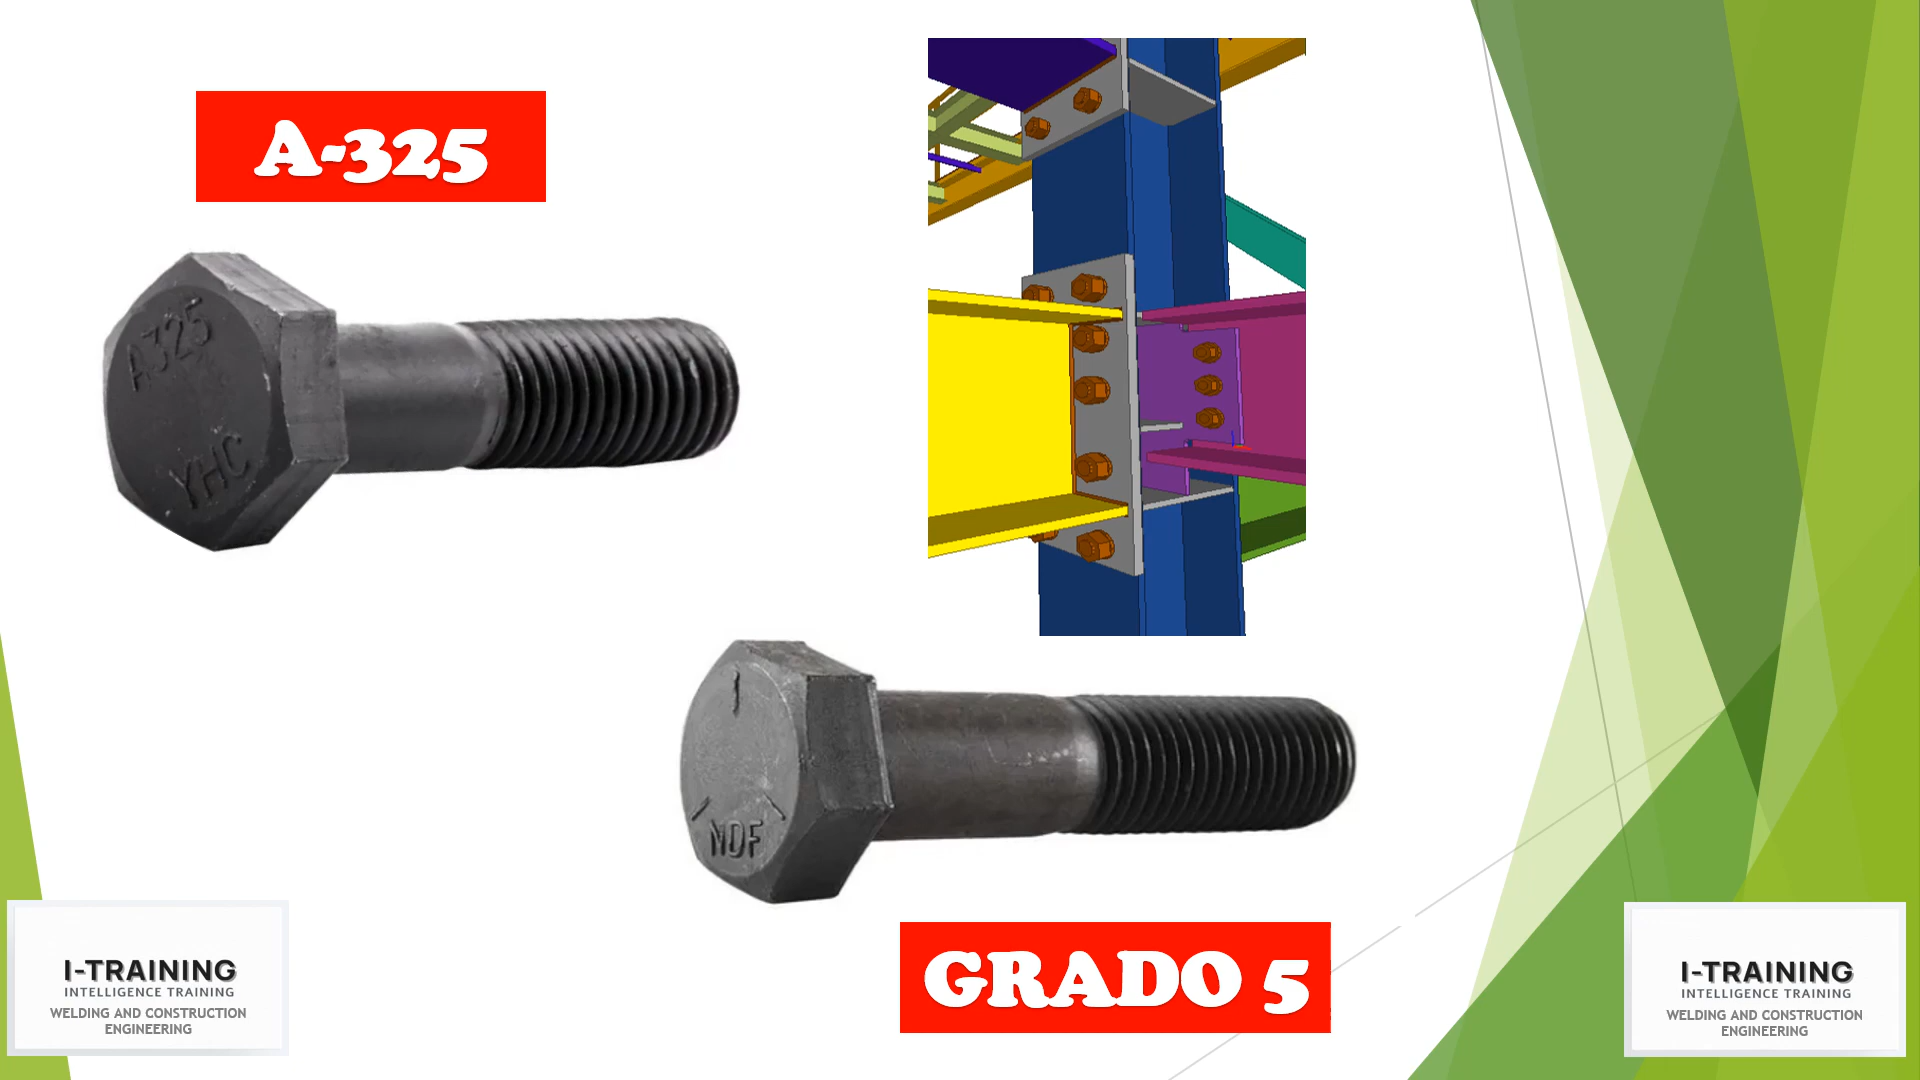 A-325
A325
YHC
NDF
GRADO 5
I-TRAINING
INTELLIGENCE TRAINING
WELDING AND CONSTRUCTION
ENGINEERING
I-TRAINING
INTELLIGENCE TRAINING
WELDING AND CONSTRUCTION
ENGINEERING